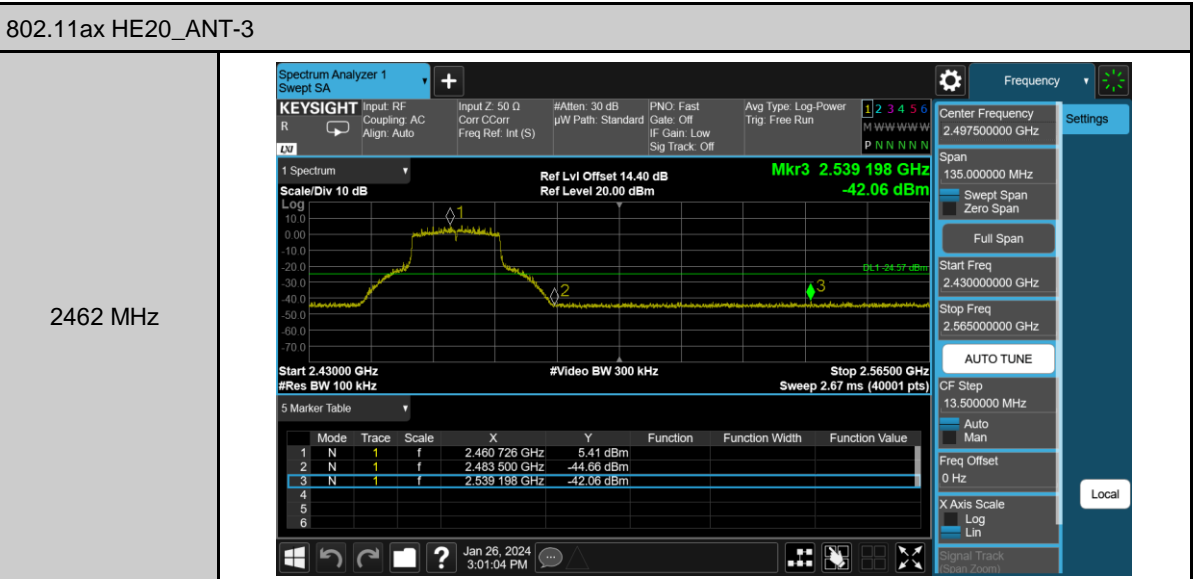 802.11ax HE20_ANT-3
2462 MHz
Spectrum Analyzer 1
Swept SA
+
Frequency
KEYSIGHT
R
LXI
Input: RF
Coupling: AC
Align: Auto
Input Z: 50 Ω
Corr CCorr
Freq Ref: Int (S)
#Atten: 30 dB
µW Path: Standard
PNO: Fast
Gate: Off
IF Gain: Low
Sig Track: Off
Avg Type: Log-Power
Trig: Free Run
1 2 3 4 5 6
M W W W W W
P N N N N N
1 Spectrum
Scale/Div 10 dB
Ref Lvl Offset 14.40 dB
Ref Level 20.00 dBm
Mkr3 2.539 198 GHz
-42.06 dBm
Log
10.0
0.00
-10.0
-20.0
-30.0
-40.0
-50.0
-60.0
-70.0
1
2
3
DL1 -24.57 dBm
Start 2.43000 GHz
#Res BW 100 kHz
#Video BW 300 kHz
Stop 2.56500 GHz
Sweep 2.67 ms (40001 pts)
5 Marker Table
Mode Trace Scale X Y Function Function Width Function Value
1 N 1 f 2.460 726 GHz 5.41 dBm
2 N 1 f 2.483 500 GHz -44.66 dBm
3 N 1 f 2.539 198 GHz -42.06 dBm
4
5
6
Jan 26, 2024
3:01:04 PM
?
Center Frequency
2.497500000 GHz
Span
135.000000 MHz
Swept Span
Zero Span
Full Span
Start Freq
2.430000000 GHz
Stop Freq
2.565000000 GHz
AUTO TUNE
CF Step
13.500000 MHz
Auto
Man
Freq Offset
0 Hz
X Axis Scale
Log
Lin
Signal Track
(Span Zoom)
Settings
Local